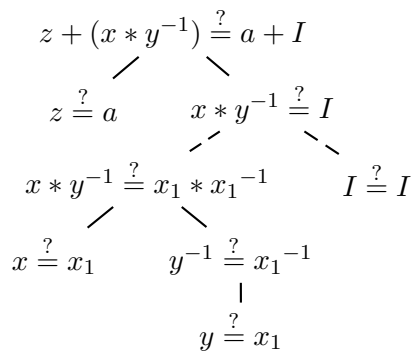 z + (x ∗ y⁻¹) ≟ a + I
z ≟ a x ∗ y⁻¹ ≟ I
x ∗ y⁻¹ ≟ x₁ ∗ x₁⁻¹ I ≟ I
x ≟ x₁ y⁻¹ ≟ x₁⁻¹
y ≟ x₁